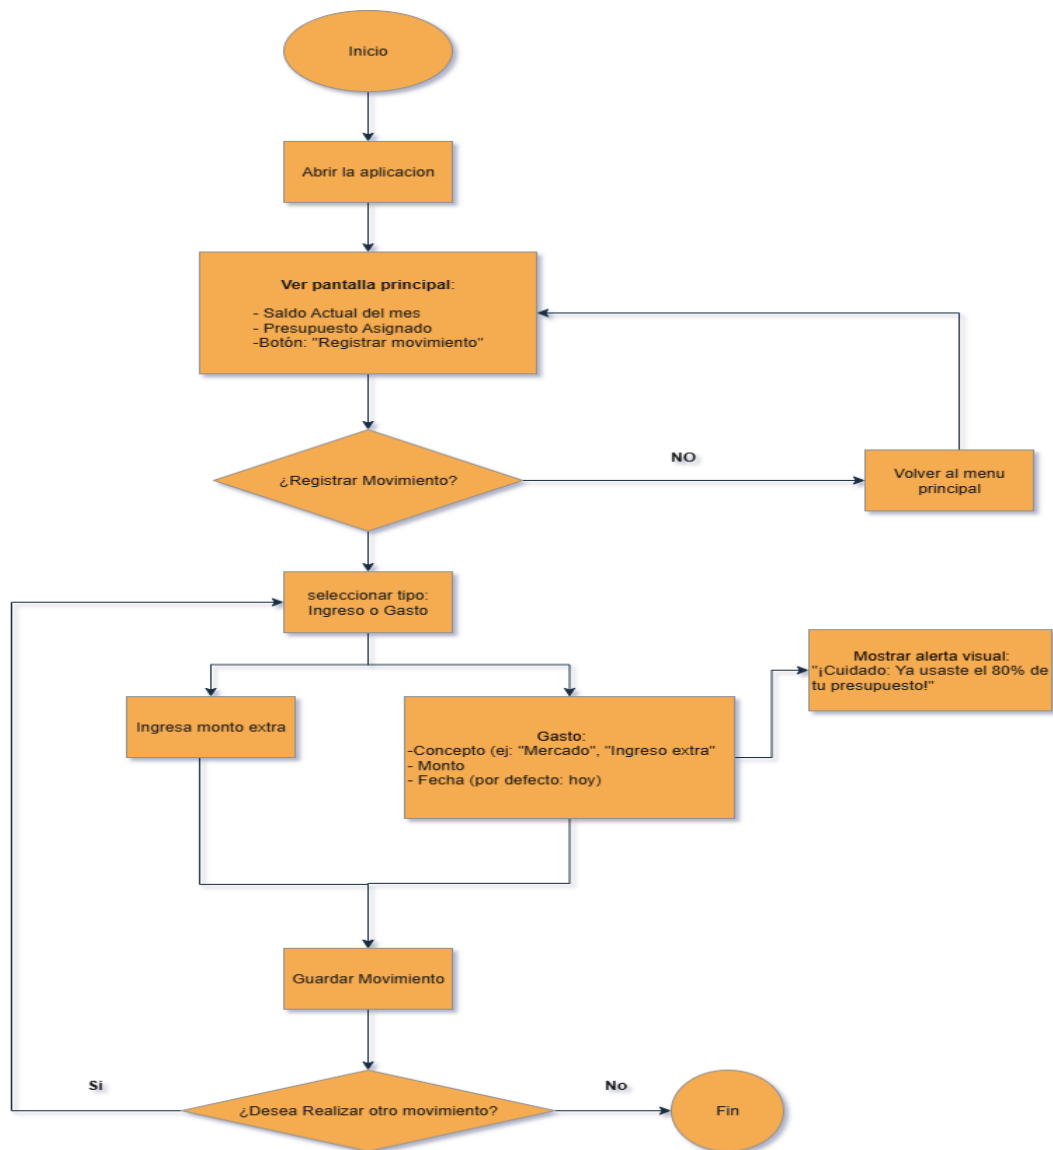 Inicio
Abrir la aplicacion
Ver pantalla principal:
- Saldo Actual del mes
- Presupuesto Asignado
-Botón: "Registrar movimiento"
¿Registrar Movimiento?
NO
Volver al menu
principal
seleccionar tipo:
Ingreso o Gasto
Ingresa monto extra
Gasto:
-Concepto (ej: "Mercado", "Ingreso extra"
- Monto
- Fecha (por defecto: hoy)
Mostrar alerta visual:
"¡Cuidado: Ya usaste el 80% de
tu presupuesto!"
Guardar Movimiento
¿Desea Realizar otro movimiento?
Si
No
Fin